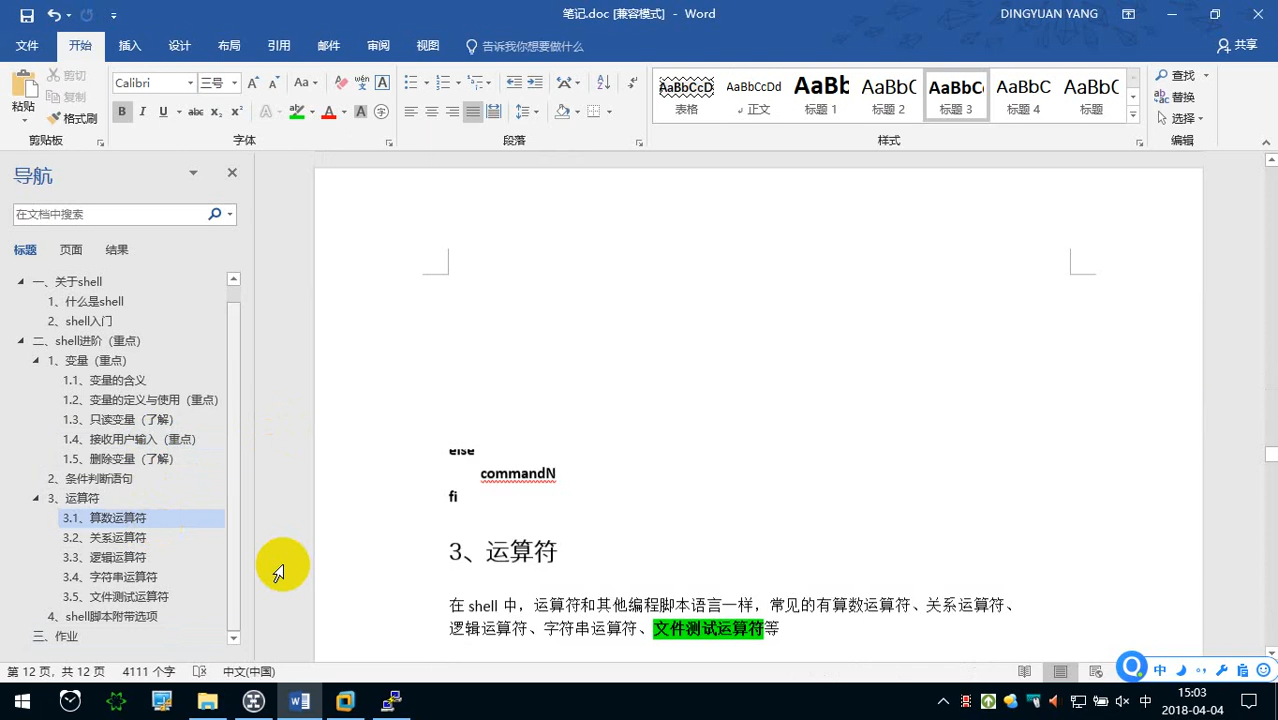 笔记.doc [兼容模式] - Word
DINGYUAN YANG
文件 开始 插入 设计 布局 引用 邮件 审阅 视图 告诉我你想要做什么 共享
粘贴
剪切
复制
格式刷
剪贴板
Calibri 三号
字体
段落
AaBbCcD AaBbCcDd AaBb AaBbC AaBbC AaBbC AaBbC
表格 正文 标题 1 标题 2 标题 3 标题 4 标题
样式
查找
替换
选择
编辑
导航
在文档中搜索
标题 页面 结果
一、关于shell
1、什么是shell
2、shell入门
二、shell进阶（重点）
1、变量（重点）
1.1、变量的含义
1.2、变量的定义与使用（重点）
1.3、只读变量（了解）
1.4、接收用户输入（重点）
1.5、删除变量（了解）
2、条件判断语句
3、运算符
3.1、算数运算符
3.2、关系运算符
3.3、逻辑运算符
3.4、字符串运算符
3.5、文件测试运算符
4、shell脚本附带选项
三、作业
else
commandN
fi
3、运算符
在 shell 中，运算符和其他编程脚本语言一样，常见的有算数运算符、关系运算符、
逻辑运算符、字符串运算符、文件测试运算符等
第 12 页，共 12 页 4111 个字 中文(中国)
中
中
15:03
2018-04-04